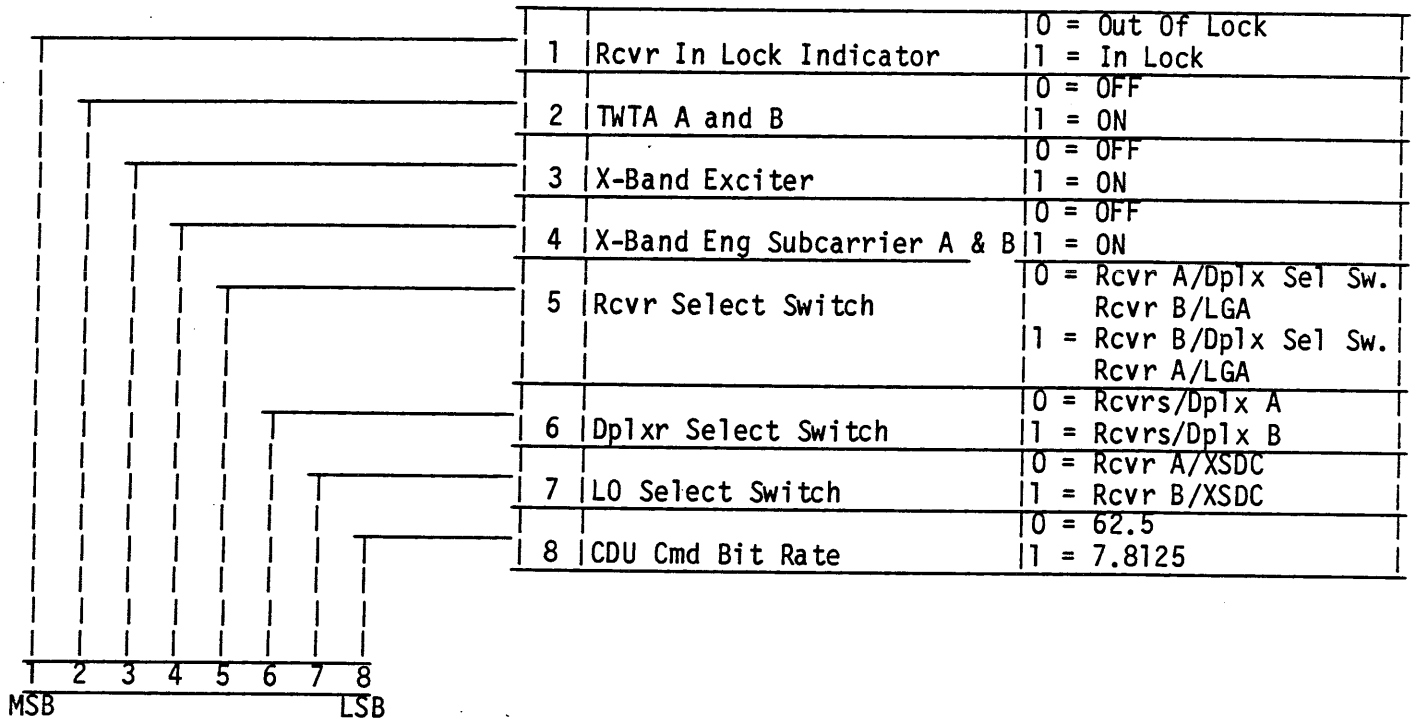 0 = Out Of Lock
1 Rcvr In Lock Indicator 1 = In Lock
0 = OFF
2 TWTA A and B 1 = ON
0 = OFF
3 X-Band Exciter 1 = ON
0 = OFF
4 X-Band Eng Subcarrier A & B 1 = ON
0 = Rcvr A/Dplx Sel Sw.
5 Rcvr Select Switch Rcvr B/LGA
1 = Rcvr B/Dplx Sel Sw.
Rcvr A/LGA
0 = Rcvrs/Dplx A
6 Dplxr Select Switch 1 = Rcvrs/Dplx B
0 = Rcvr A/XSDC
7 LO Select Switch 1 = Rcvr B/XSDC
0 = 62.5
8 CDU Cmd Bit Rate 1 = 7.8125
1 2 3 4 5 6 7 8
MSB LSB